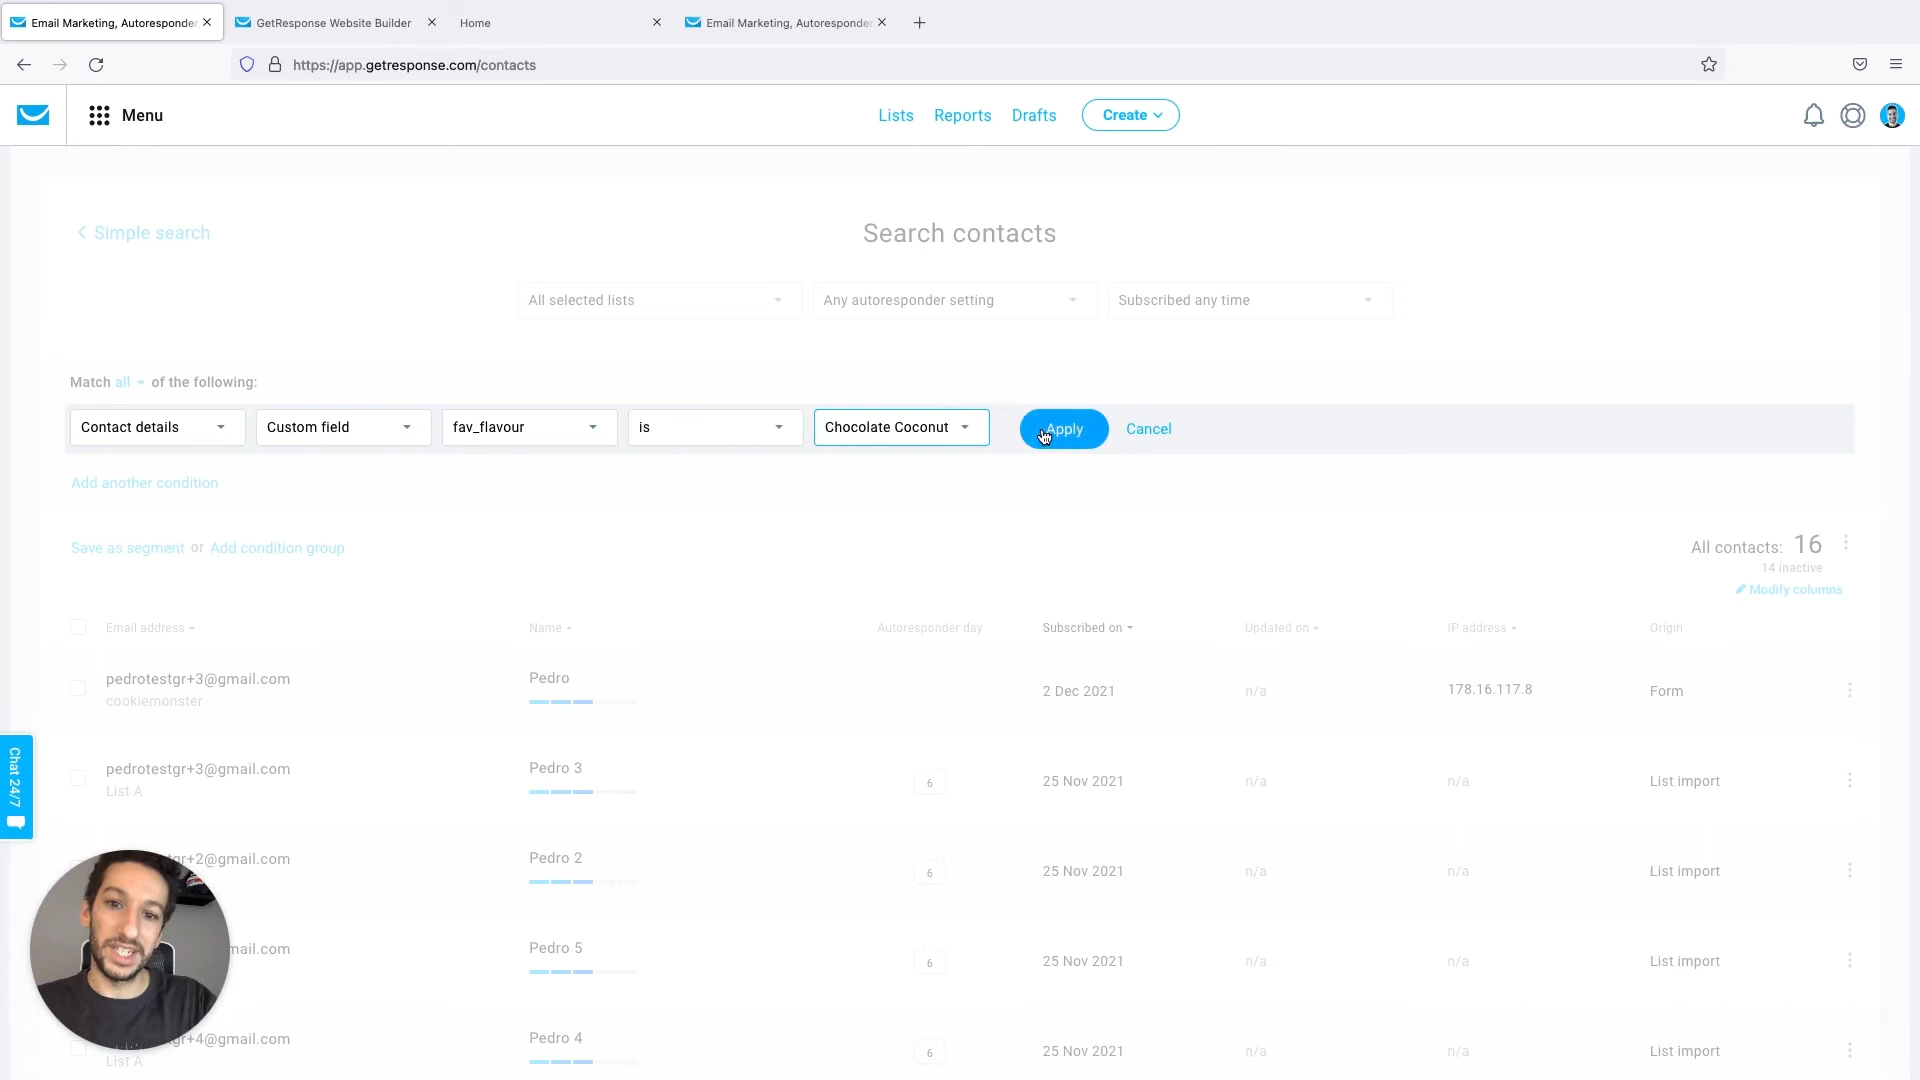 Email Marketing, Autoresponder
GetResponse Website Builder
Home
Email Marketing, Autoresponde
https://app.getresponse.com/contacts
Menu
Lists
Reports
Drafts
Create
Simple search
Search contacts
All selected lists
Any autoresponder setting
Subscribed any time
Match all of the following:
Contact details
Custom field
fav_flavour
is
Chocolate Coconut
Apply
Cancel
Add another condition
Save as segment or Add condition group
All contacts: 16
14 inactive
Modify columns
Email address
Name
Autoresponder day
Subscribed on
Updated on
IP address
Origin
pedrotestgr+3@gmail.com
cookiemonster
Pedro
2 Dec 2021
n/a
178.16.117.8
Form
pedrotestgr+3@gmail.com
List A
Pedro 3
6
25 Nov 2021
n/a
n/a
List import
gr+2@gmail.com
Pedro 2
6
25 Nov 2021
n/a
n/a
List import
mail.com
Pedro 5
6
25 Nov 2021
n/a
n/a
List import
gr+4@gmail.com
List A
Pedro 4
6
25 Nov 2021
n/a
n/a
List import
Chat 24/7